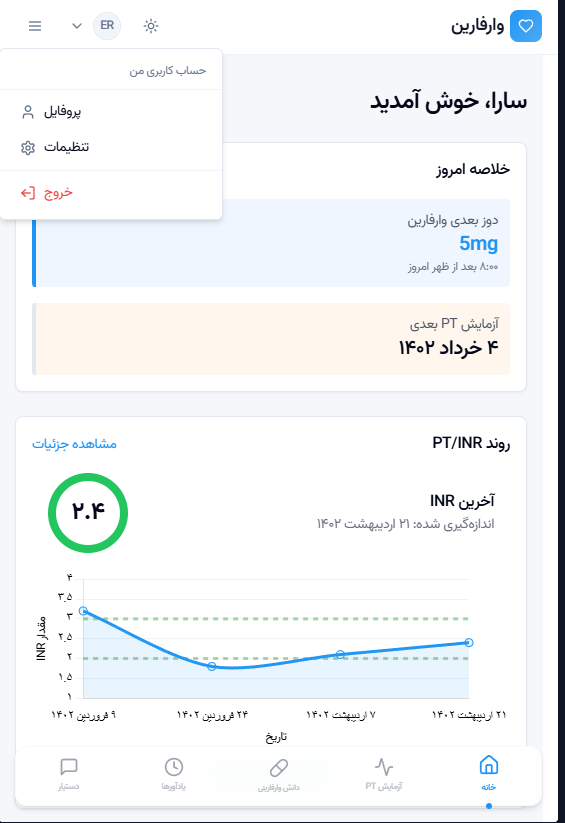 وارفارین
ER
حساب کاربری من
پروفایل
تنظیمات
خروج
سارا، خوش آمدید
خلاصه امروز
دوز بعدی وارفارین
5mg
۸:۰۰ بعد از ظهر امروز
آزمایش PT بعدی
۴ خرداد ۱۴۰۲
روند PT/INR
مشاهده جزئیات
آخرین INR
اندازه‌گیری شده: ۲۱ اردیبهشت ۱۴۰۲
۲.۴
مقدار INR
۴
۳٫۵
۳
۲٫۵
۲
۱٫۵
۱
۹ فروردین ۱۴۰۲
۲۴ فروردین ۱۴۰۲
۷ اردیبهشت ۱۴۰۲
۲۱ اردیبهشت ۱۴۰۲
تاریخ
خانه
آزمایش PT
دانش وارفارینی
یادآورها
دستیار